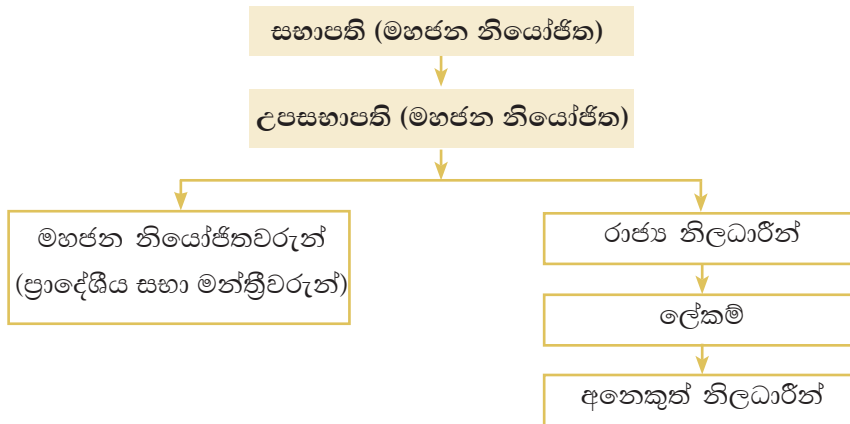 සභාපති (මහජන නියෝජිත)
උපසභාපති (මහජන නියෝජිත)
මහජන නියෝජිතවරුන්
(ප්‍රාදේශීය සභා මන්ත්‍රීවරුන්)
රාජ්‍ය නිලධාරීන්
ලේකම්
අනෙකුත් නිලධාරීන්